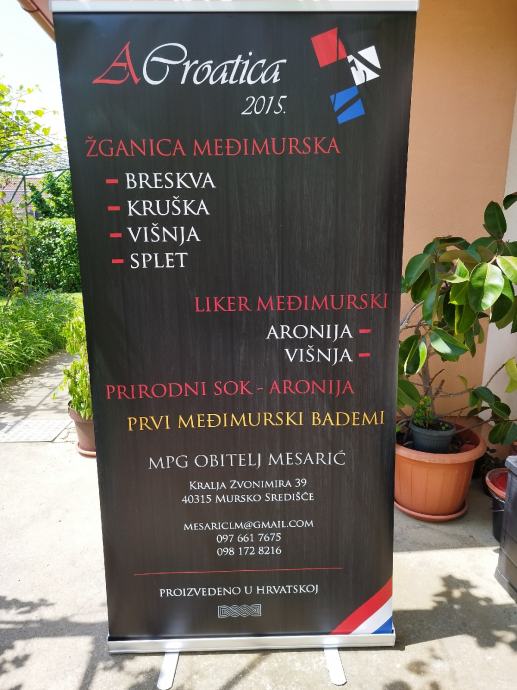 ACroatica
2015.
ŽGANICA MEĐIMURSKA
- BRESKVA
- KRUŠKA
- VIŠNJA
- SPLET
LIKER MEĐIMURSKI
ARONIJA -
VIŠNJA -
PRIRODNI SOK - ARONIJA
PRVI MEĐIMURSKI BADEMI
MPG OBITELJ MESARIĆ
KRALJA ZVONIMIRA 39
40315 MURSKO SREDIŠĆE
MESARICLM@GMAIL.COM
097 661 7675
098 172 8216
PROIZVEDENO U HRVATSKOJ